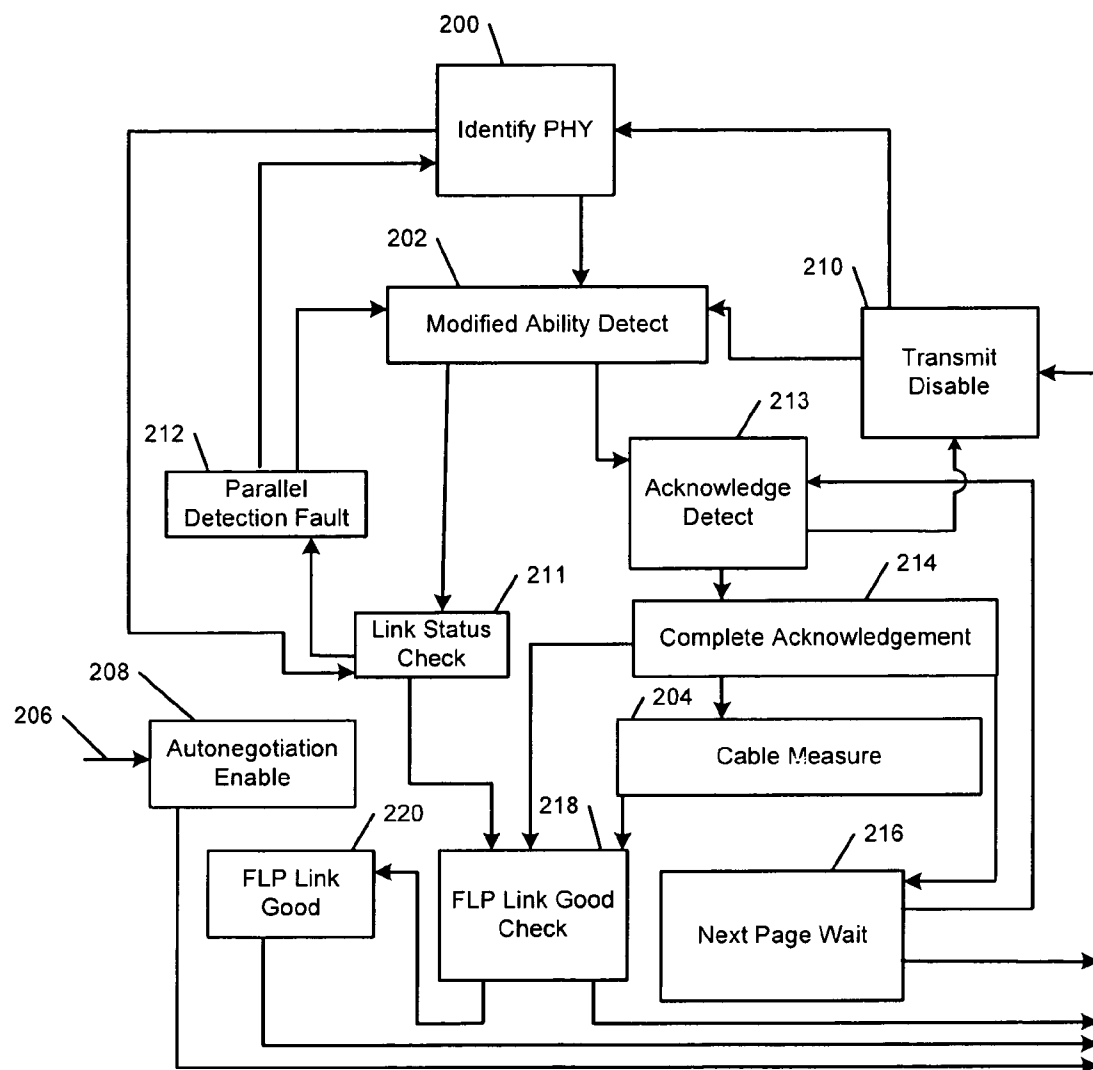 200
Identify PHY
202
Modified Ability Detect
210
Transmit
Disable
212
Parallel
Detection Fault
213
Acknowledge
Detect
211
Link Status
Check
214
Complete Acknowledgement
208
206
Autonegotiation
Enable
204
Cable Measure
220
FLP Link
Good
218
FLP Link Good
Check
216
Next Page Wait